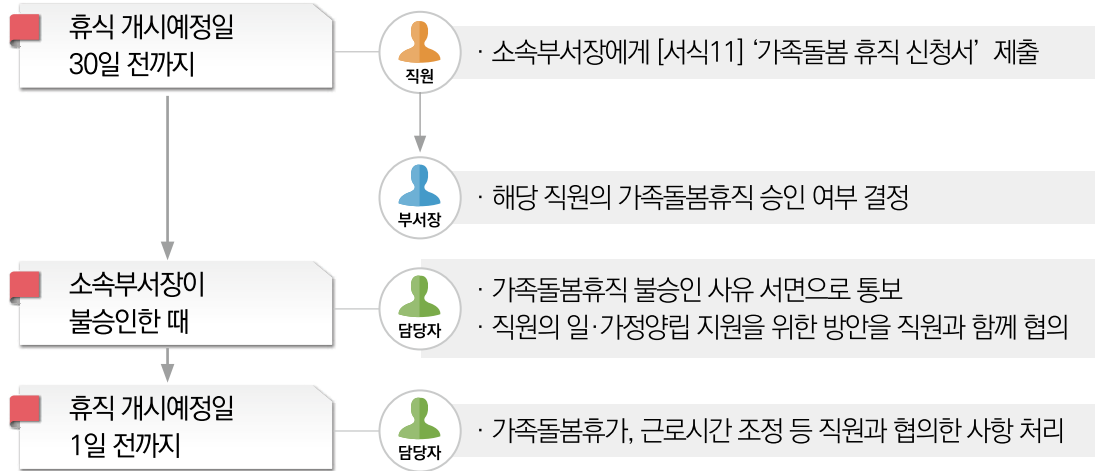 휴식 개시예정일
30일 전까지
직원
· 소속부서장에게 [서식11] ‘가족돌봄 휴직 신청서’ 제출
부서장
· 해당 직원의 가족돌봄휴직 승인 여부 결정
소속부서장이
불승인한 때
담당자
· 가족돌봄휴직 불승인 사유 서면으로 통보
· 직원의 일·가정양립 지원을 위한 방안을 직원과 함께 협의
휴직 개시예정일
1일 전까지
담당자
· 가족돌봄휴가, 근로시간 조정 등 직원과 협의한 사항 처리